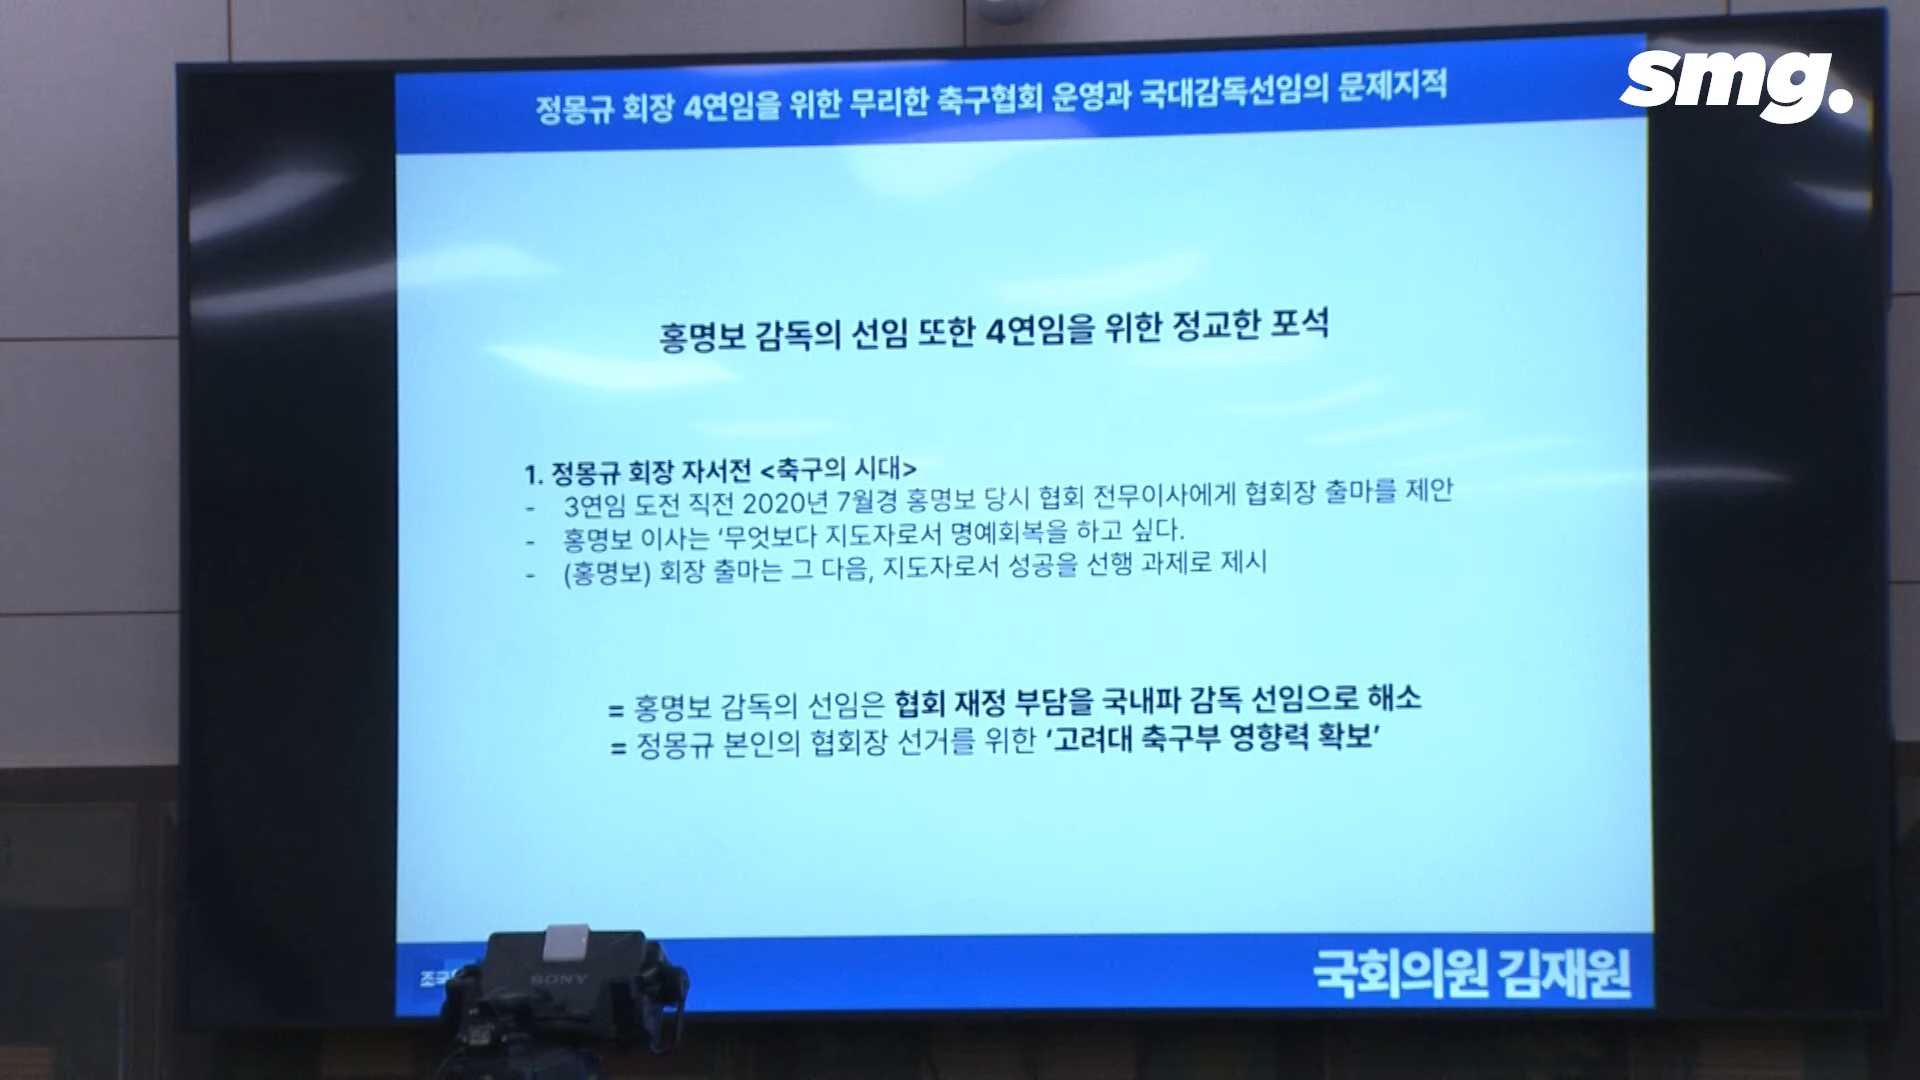 smg.
정몽규 회장 4연임을 위한 무리한 축구협회 운영과 국대감독선임의 문제지적
홍명보 감독의 선임 또한 4연임을 위한 정교한 포석
1. 정몽규 회장 자서전 <축구의 시대>
- 3연임 도전 직전 2020년 7월경 홍명보 당시 협회 전무이사에게 협회장 출마를 제안
- 홍명보 이사는 ‘무엇보다 지도자로서 명예회복을 하고 싶다.
- (홍명보) 회장 출마는 그 다음, 지도자로서 성공을 선행 과제로 제시
= 홍명보 감독의 선임은 협회 재정 부담을 국내파 감독 선임으로 해소
= 정몽규 본인의 협회장 선거를 위한 ‘고려대 축구부 영향력 확보’
국회의원 김재원
SONY